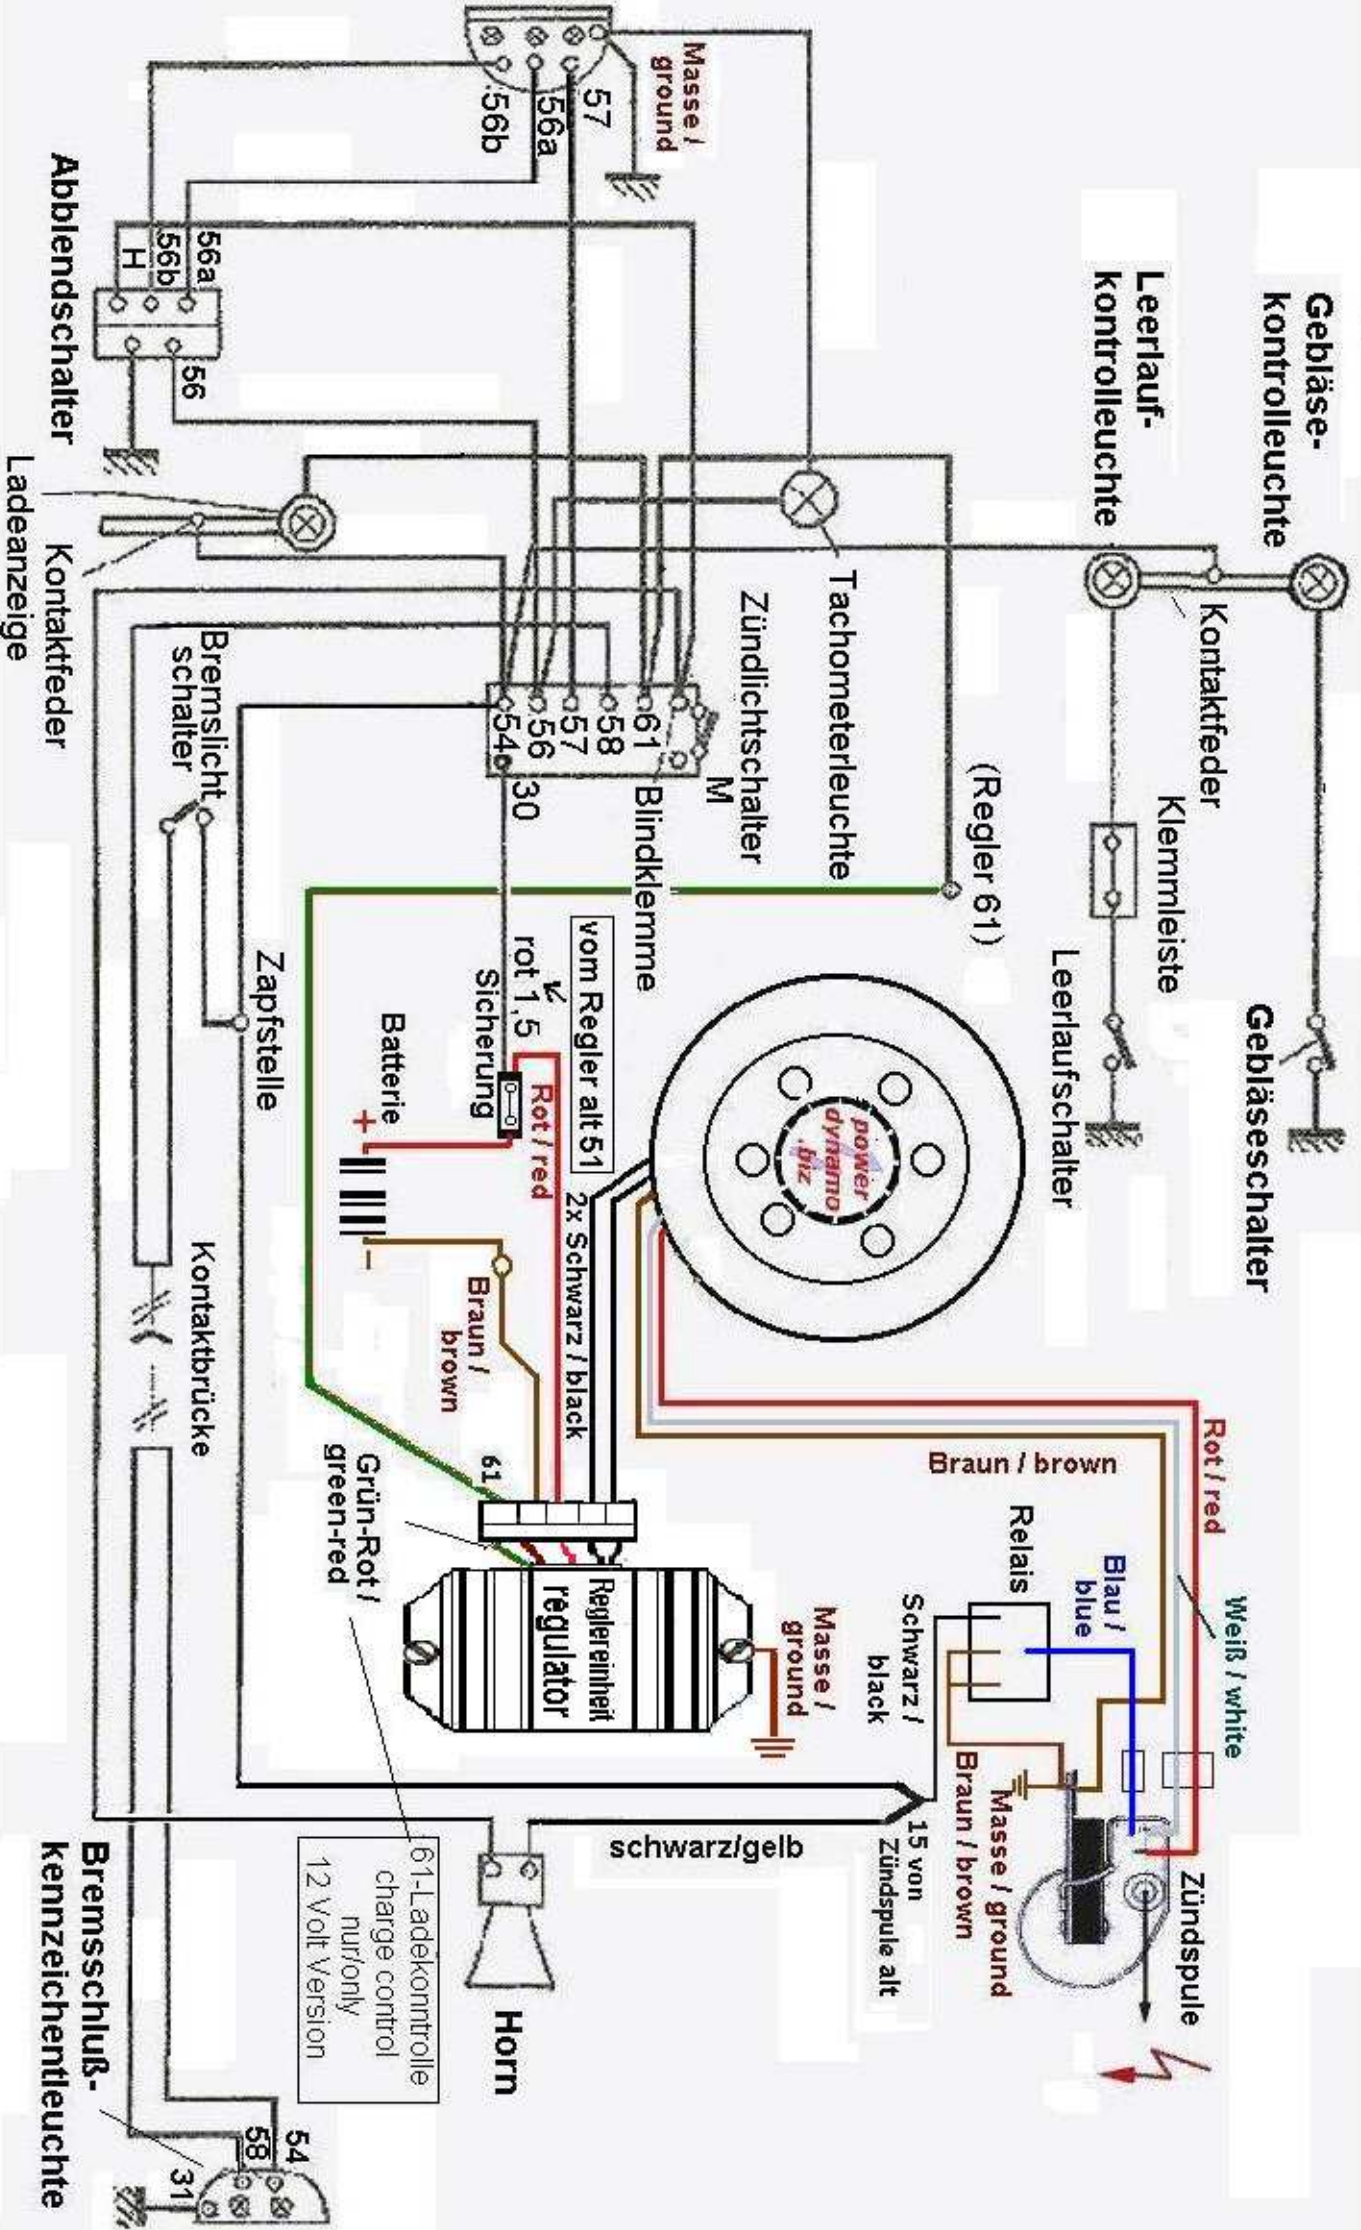 Gebläse-
kontrolleuchte
Leerlauf-
kontrolleuchte
Kontaktfeder
Klemmleiste
Gebläseschalter
Leerlaufschalter
Masse /
ground
57
56a
56b
Tachometerleuchte
(Regler 61)
Zündlichtschalter
M
Blindklemme
61
58
57
56
54
30
56a
56b
H
56
Abblendschalter
Kontaktfeder
Ladeanzeige
Bremslicht
schalter
Zapfstelle
Kontaktbrücke
vom Regler alt 51
rot 1,5
Sicherung
Rot / red
Batterie
+
-
Braun /
brown
2x Schwarz / black
power
dynamo
.biz
61
Grün-Rot /
green-red
Reglereinheit
regulator
Masse /
ground
Rot / red
Braun / brown
Weiß / white
Blau /
blue
Relais
Schwarz /
black
Braun / brown
Masse / ground
Zündspule
15 von
Zündspule alt
schwarz/gelb
Horn
61-Ladekonntrolle
charge control
nur/only
12 Volt Version
Bremsschluß-
kennzeichentleuchte
54
58
31